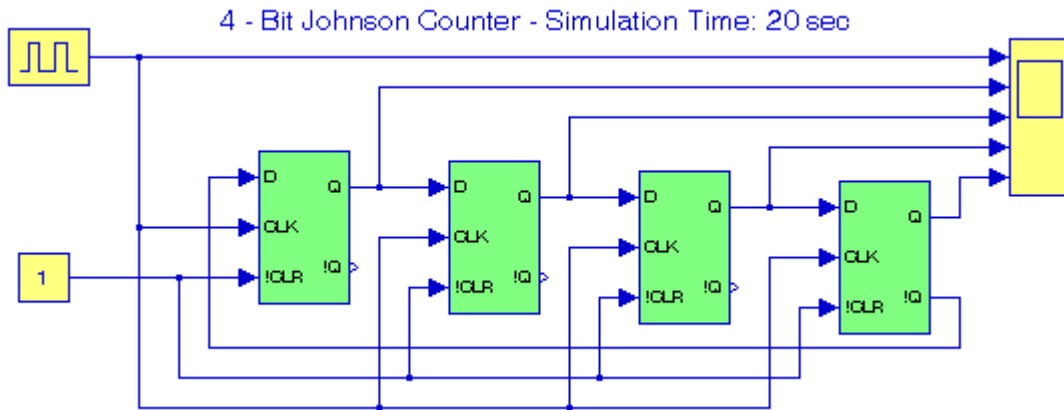 4 - Bit Johnson Counter - Simulation Time: 20 sec
D
Q
CLK
!CLR
!Q
D
Q
CLK
!CLR
!Q
D
Q
CLK
!CLR
!Q
D
Q
CLK
!CLR
!Q
1